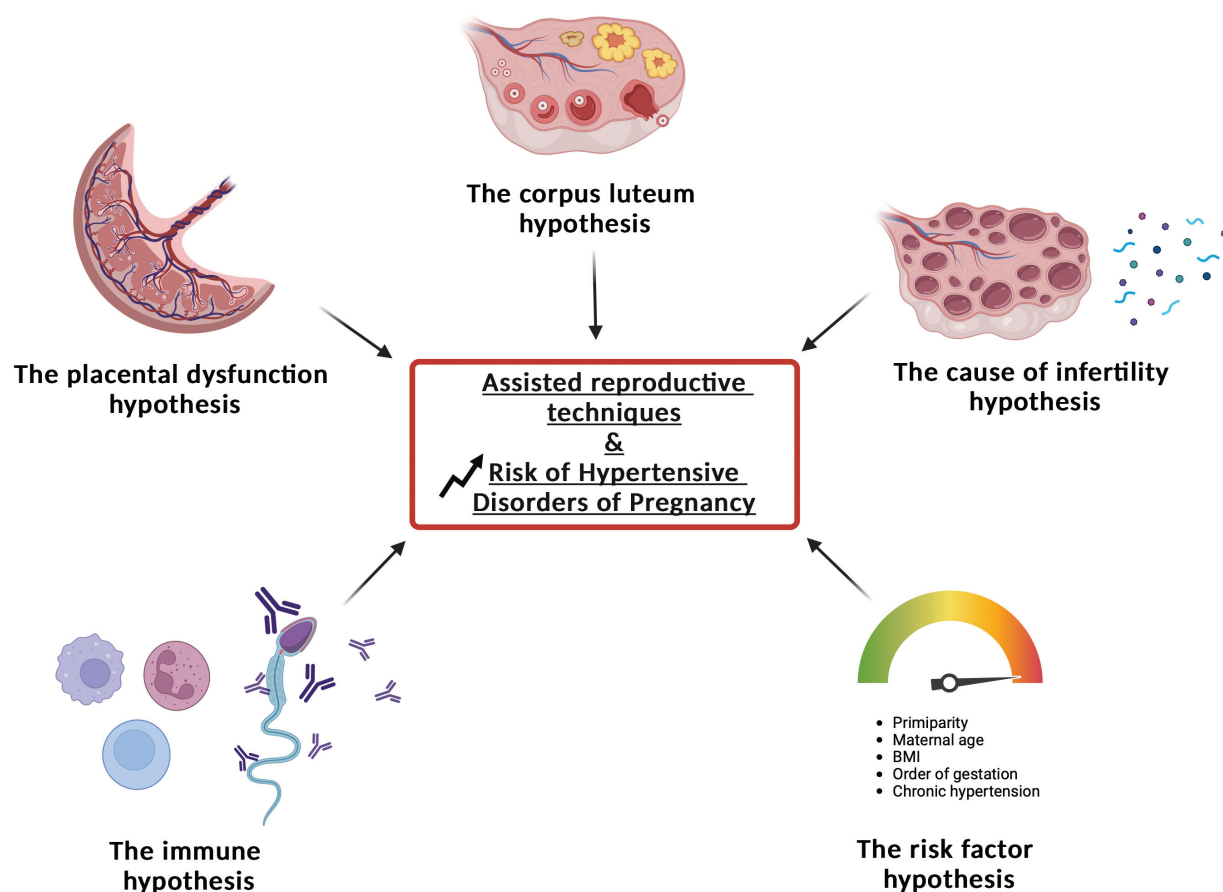 The corpus luteum
hypothesis
The placental dysfunction
hypothesis
The cause of infertility
hypothesis
Assisted reproductive
techniques
&
Risk of Hypertensive
Disorders of Pregnancy
The immune
hypothesis
• Primiparity
• Maternal age
• BMI
• Order of gestation
• Chronic hypertension
The risk factor
hypothesis